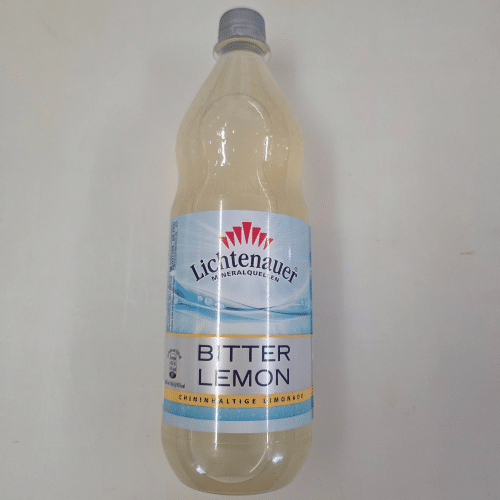 Lichtenauer
MINERALQUELLEN
BITTER
LEMON
CHININHALTIGE LIMONADE